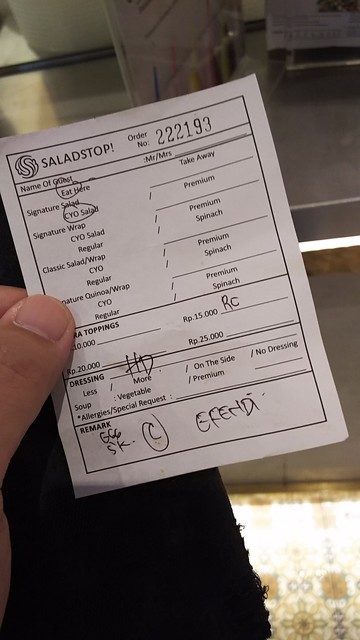 SALADSTOP! Order No: 222193
Name Of Guest :Mr/Mrs
Eat Here / Take Away
Signature Salad
CYO Salad / Premium
Signature Wrap
CYO Salad / Premium
Regular Spinach
Classic Salad/Wrap
CYO / Premium
Regular Spinach
Quinoa/Wrap
CYO / Premium
Regular Spinach
TOPPINGS
10,000 Rp.15.000 RC
Rp.20.000 Rp.25.000
DRESSING HD
Less / More / On The Side / No Dressing
Soup : Vegetable / Premium
*Allergies/Special Request :
REMARK
C EFENDI